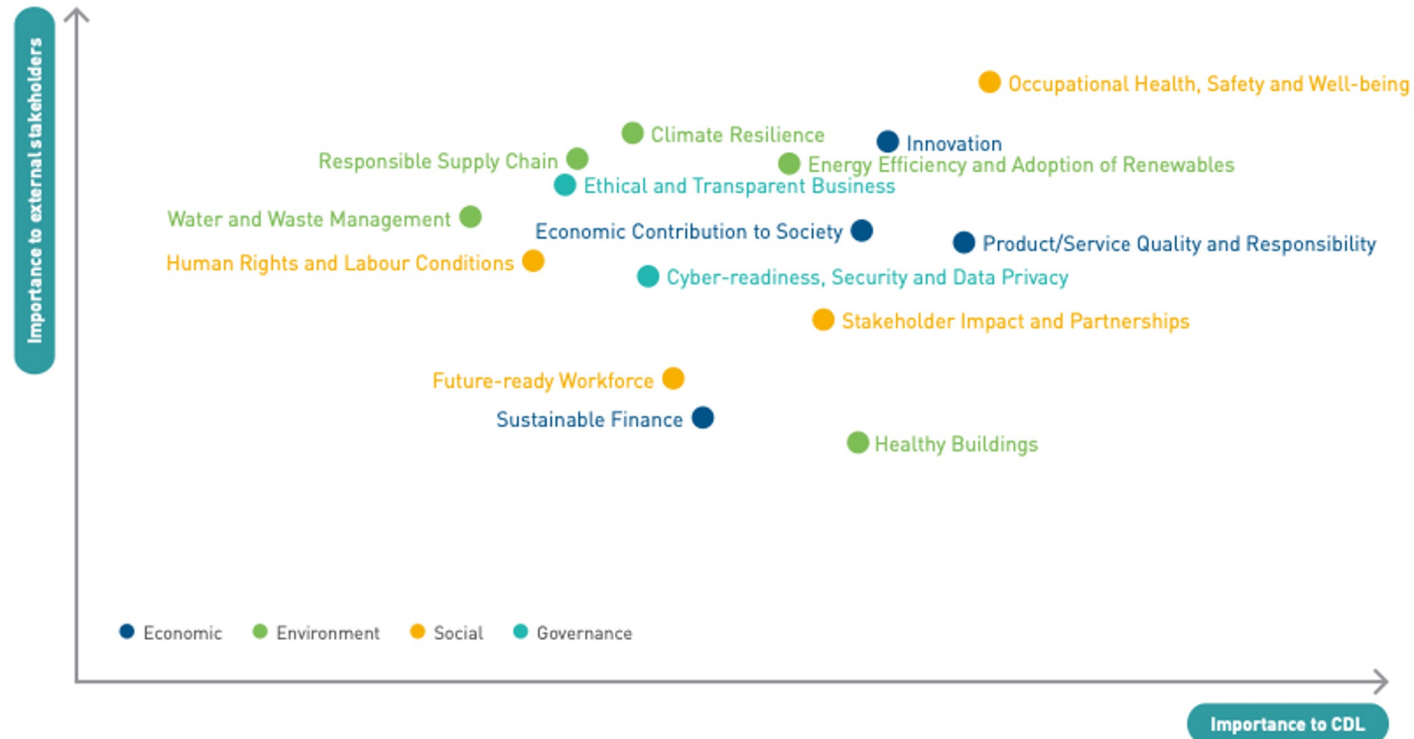 Importance to external stakeholders
Occupational Health, Safety and Well-being
Climate Resilience
Innovation
Responsible Supply Chain
Energy Efficiency and Adoption of Renewables
Ethical and Transparent Business
Water and Waste Management
Economic Contribution to Society
Product/Service Quality and Responsibility
Human Rights and Labour Conditions
Cyber-readiness, Security and Data Privacy
Stakeholder Impact and Partnerships
Future-ready Workforce
Sustainable Finance
Healthy Buildings
Economic
Environment
Social
Governance
Importance to CDL